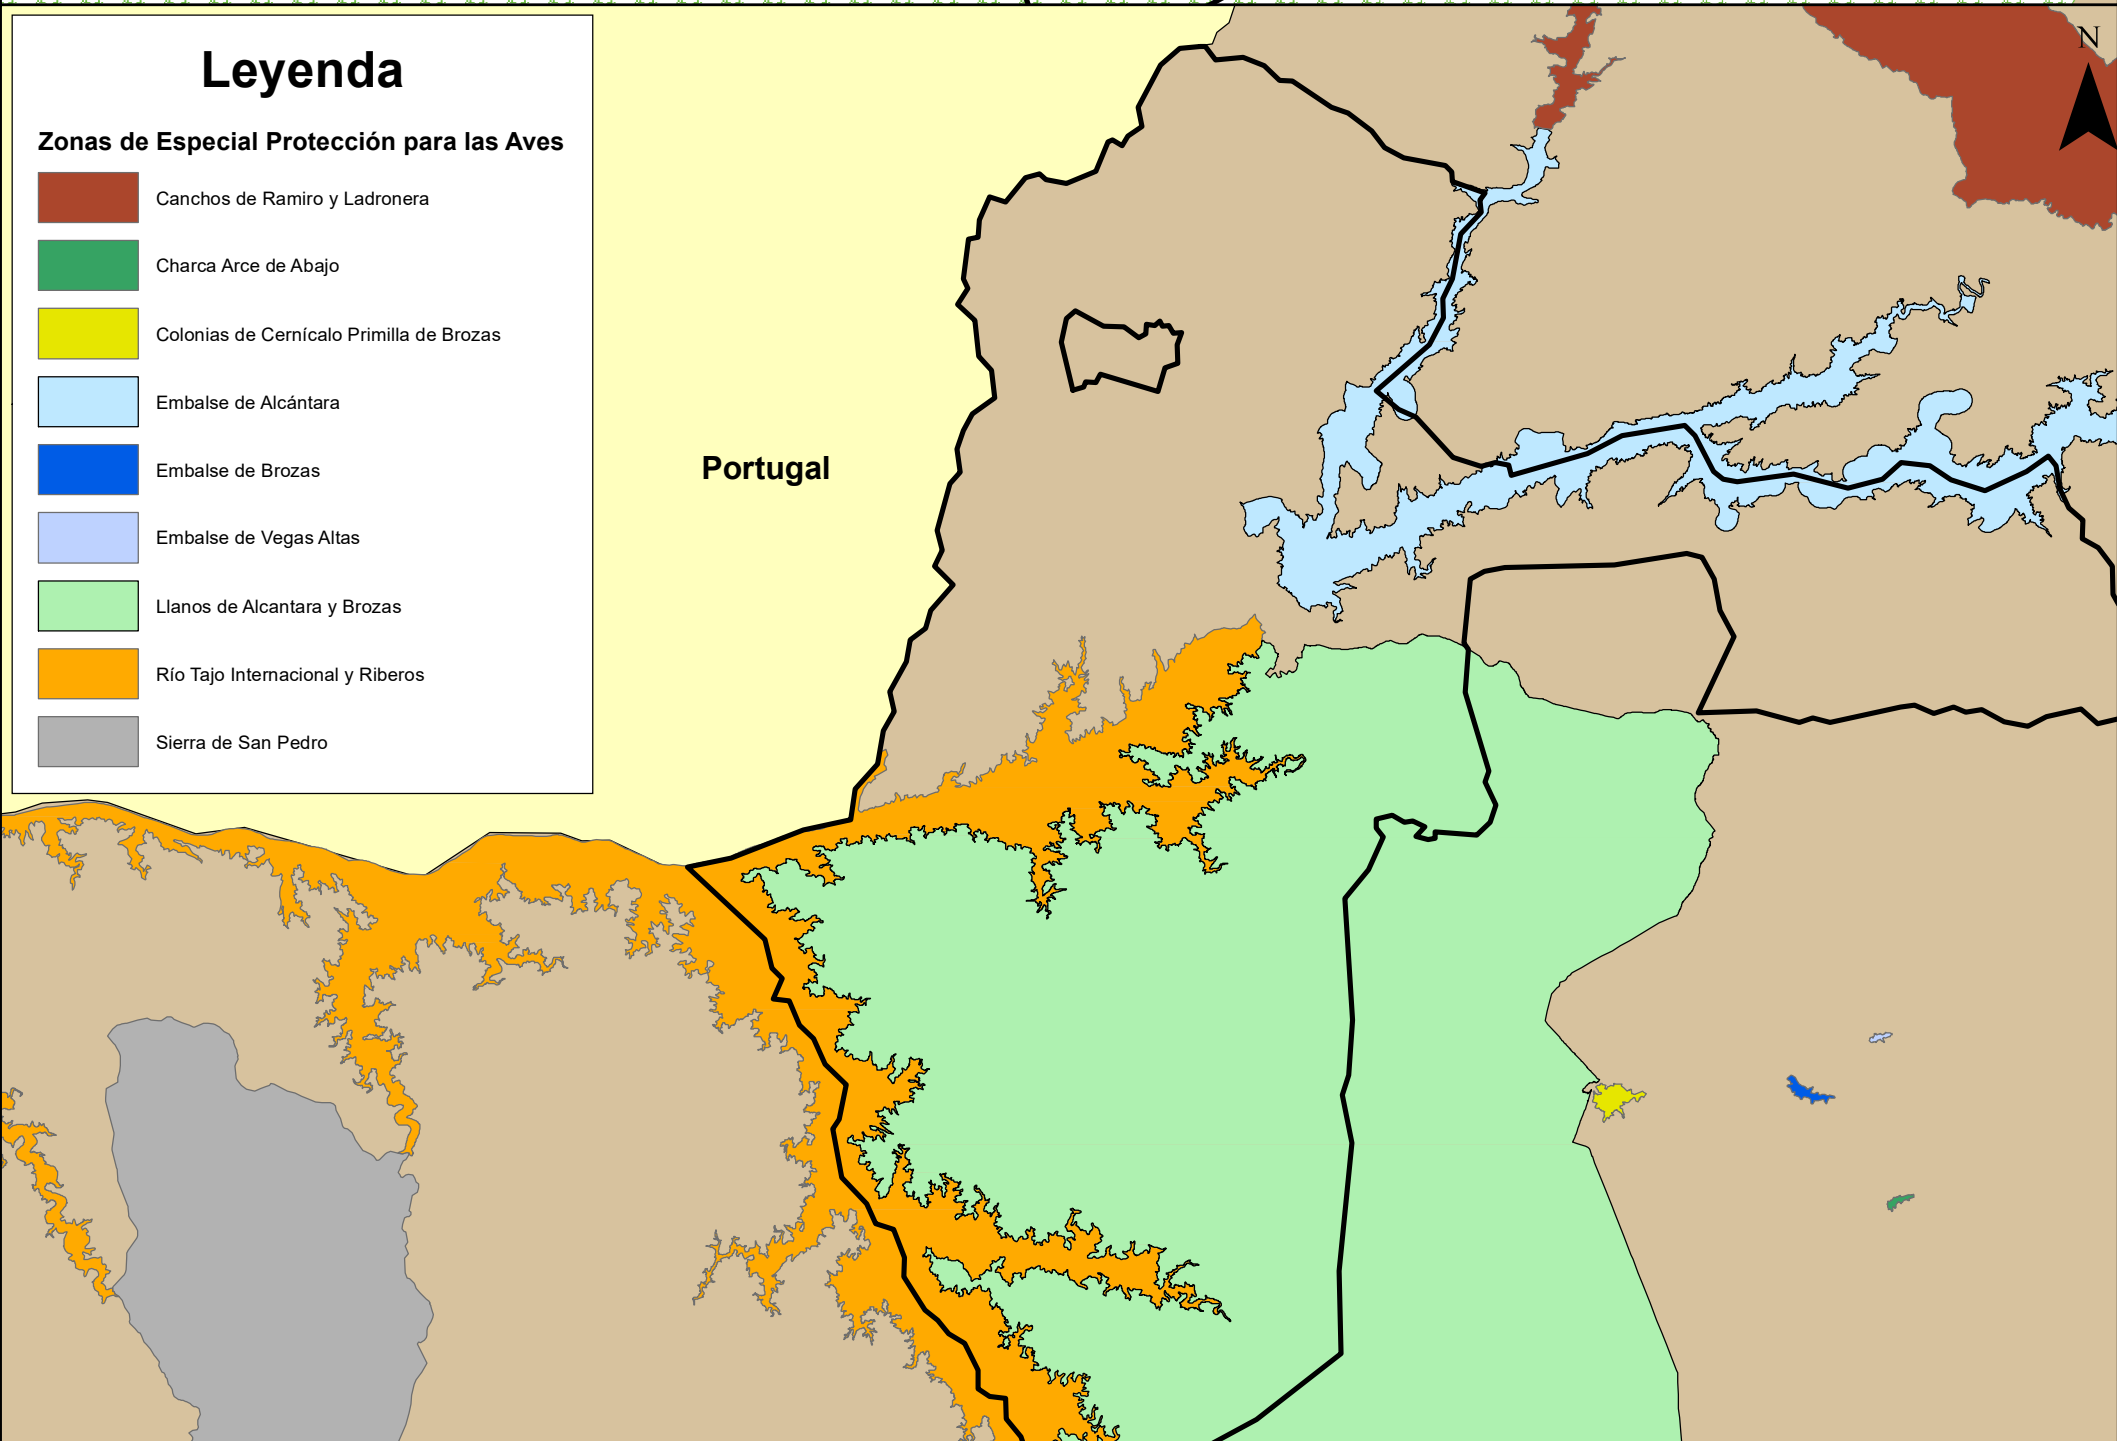 Leyenda
Zonas de Especial Protección para las Aves
Canchos de Ramiro y Ladronera
Charca Arce de Abajo
Colonias de Cernícalo Primilla de Brozas
Embalse de Alcántara
Embalse de Brozas
Embalse de Vegas Altas
Llanos de Alcantara y Brozas
Río Tajo Internacional y Riberos
Sierra de San Pedro
Portugal
N